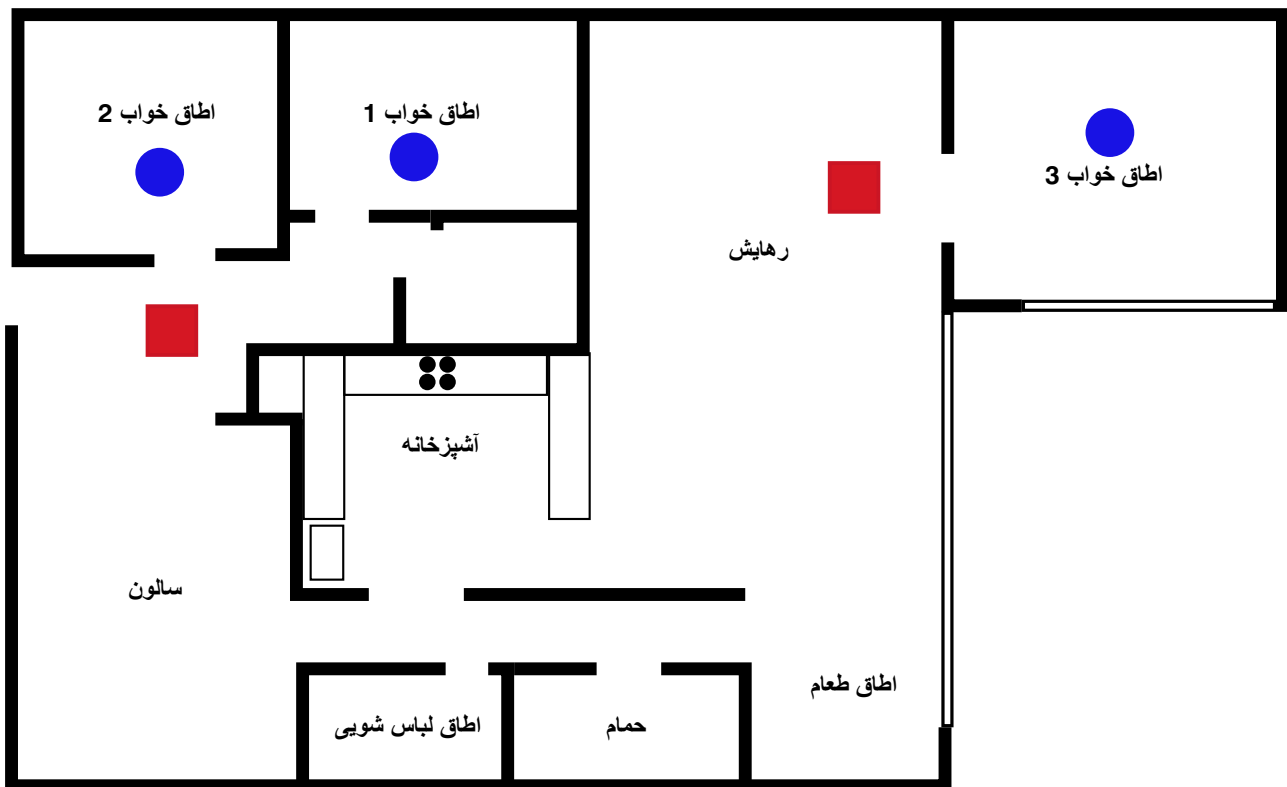 اطاق خواب 2
اطاق خواب 1
اطاق خواب 3
رهایش
آشپزخانه
سالون
اطاق طعام
اطاق لباس شویی
حمام